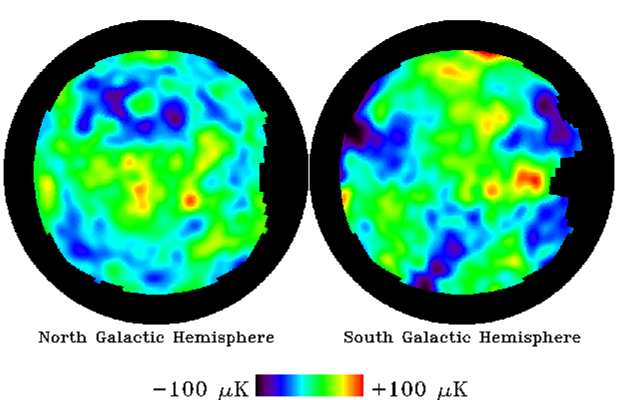 North Galactic Hemisphere South Galactic Hemisphere
−100 μK +100 μK